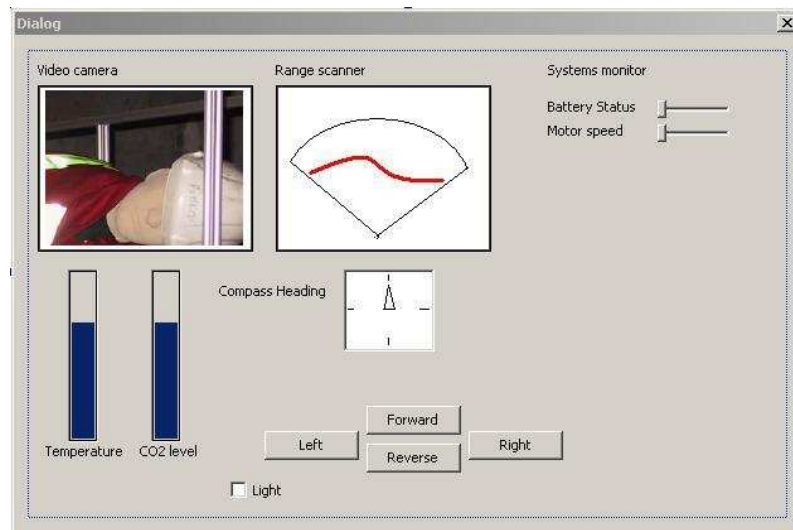 Dialog
Video camera
Range scanner
Systems monitor
Battery Status
Motor speed
Compass Heading
Temperature
CO2 level
Forward
Left
Right
Reverse
Light